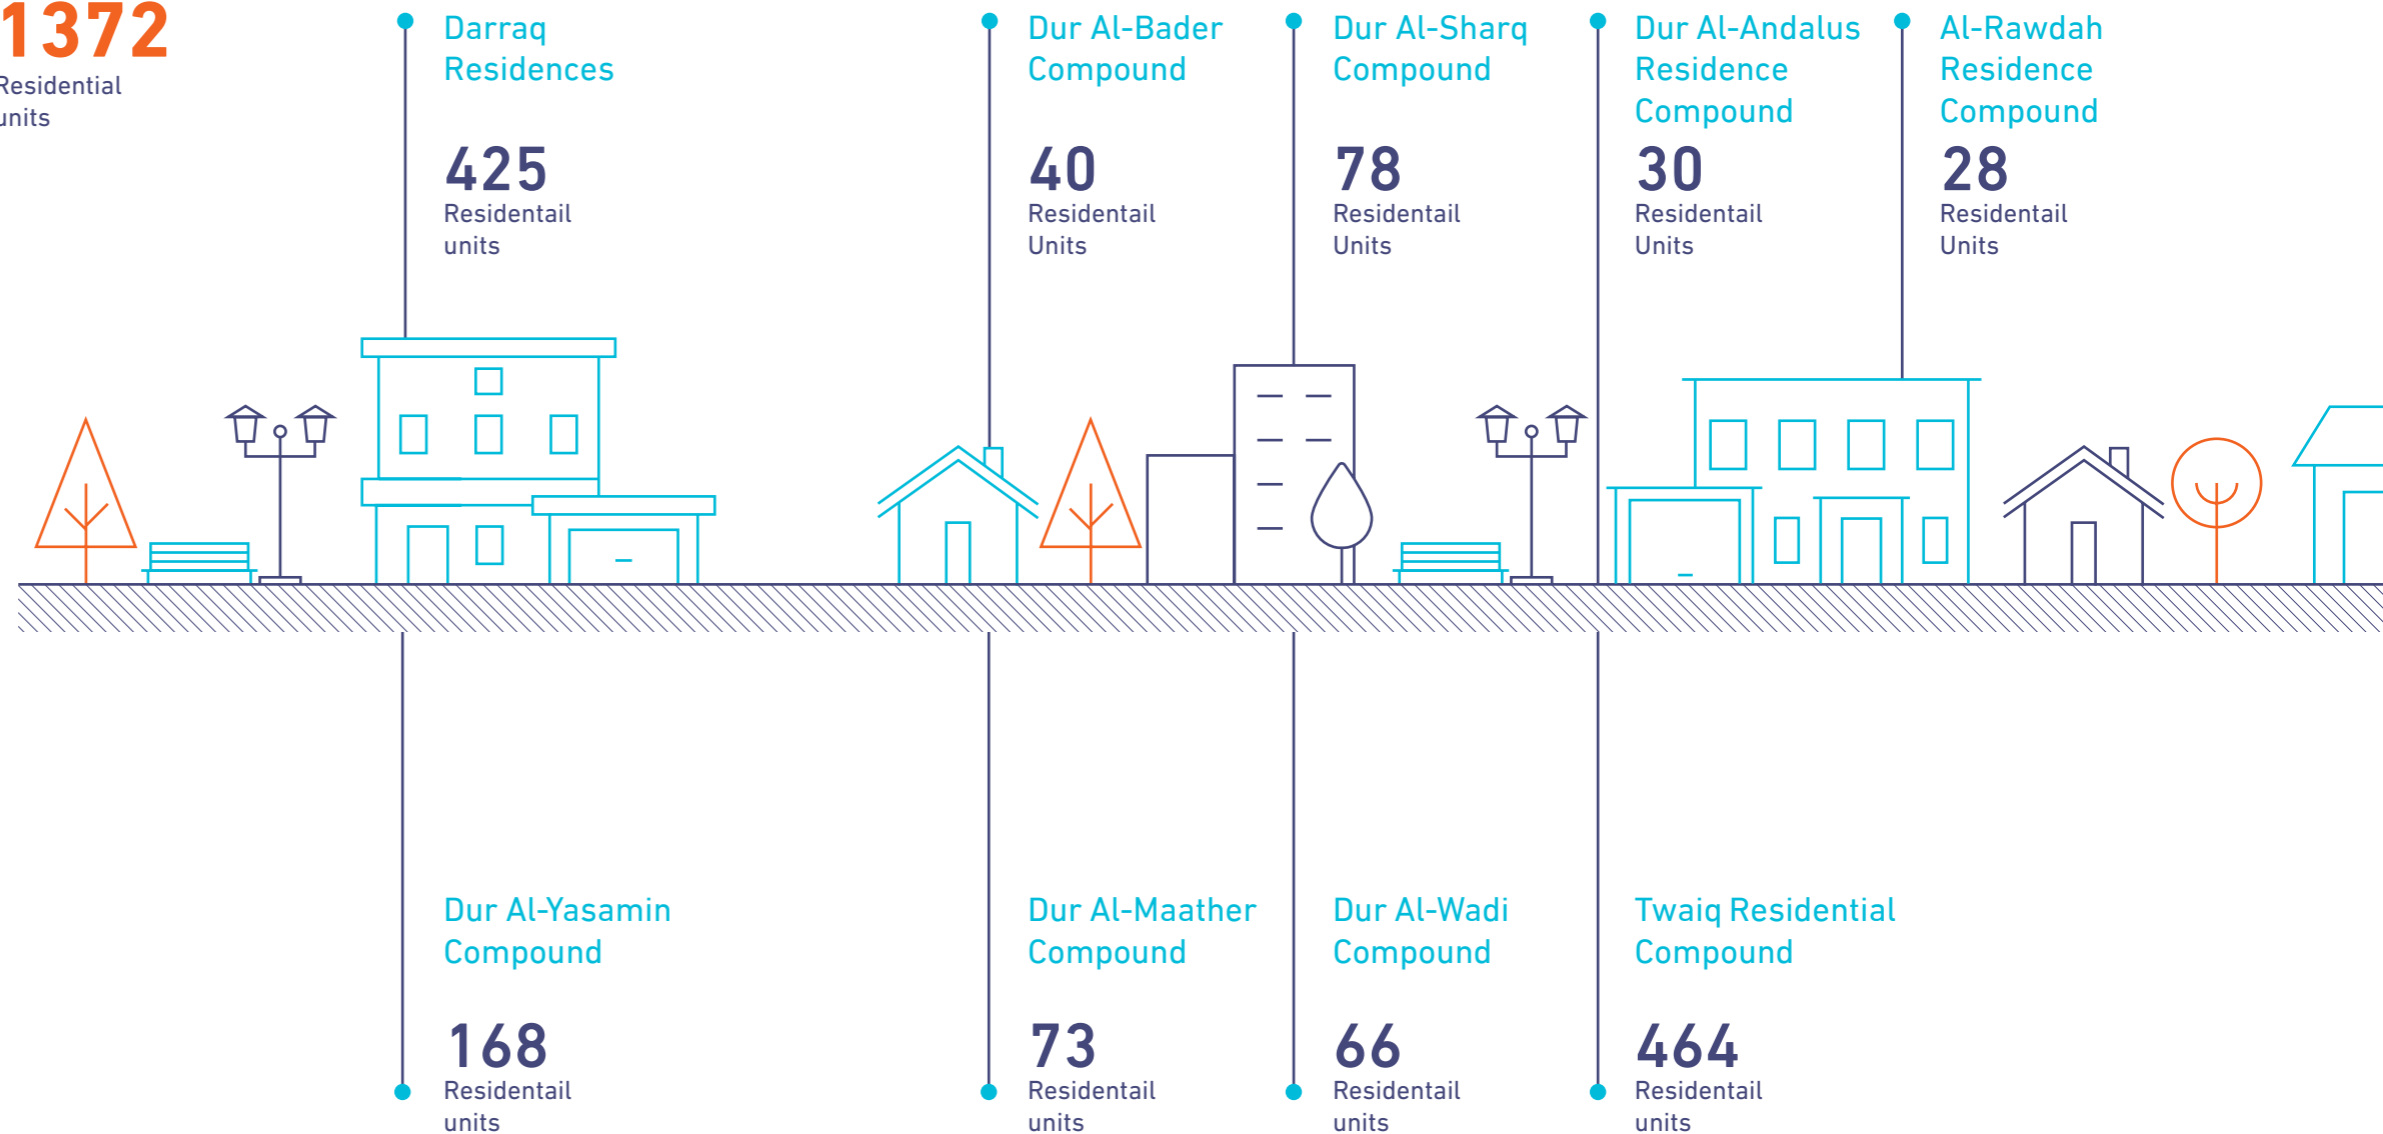 1372
Residential
units
Darraq
Residences
425
Residentail
units
Dur Al-Bader
Compound
40
Residentail
Units
Dur Al-Sharq
Compound
78
Residentail
Units
Dur Al-Andalus
Residence
Compound
30
Residentail
Units
Al-Rawdah
Residence
Compound
28
Residentail
Units
Dur Al-Yasamin
Compound
168
Residentail
units
Dur Al-Maather
Compound
73
Residentail
units
Dur Al-Wadi
Compound
66
Residentail
units
Twaiq Residential
Compound
464
Residentail
units